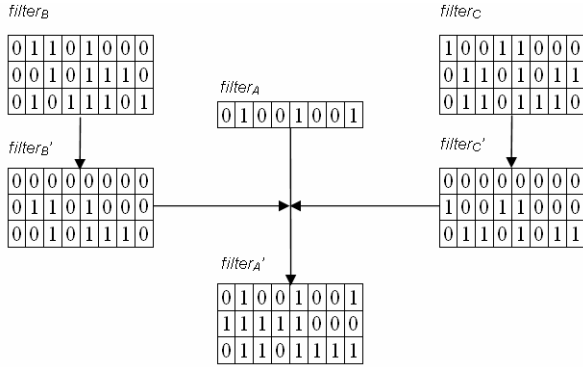 filterB
0 1 1 0 1 0 0 0
0 0 1 0 1 1 1 0
0 1 0 1 1 1 0 1
filterC
1 0 0 1 1 0 0 0
0 1 1 0 1 0 1 1
0 1 1 0 1 1 1 0
filterA
0 1 0 0 1 0 0 1
filterB'
0 0 0 0 0 0 0 0
0 1 1 0 1 0 0 0
0 0 1 0 1 1 1 0
filterC'
0 0 0 0 0 0 0 0
1 0 0 1 1 0 0 0
0 1 1 0 1 0 1 1
filterA'
0 1 0 0 1 0 0 1
1 1 1 1 1 0 0 0
0 1 1 0 1 1 1 1